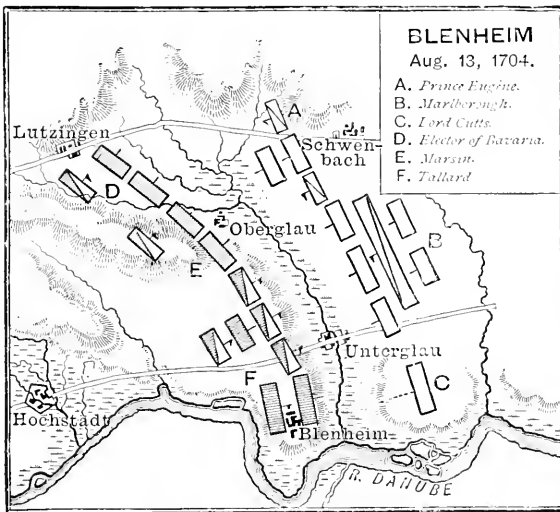 BLENHEIM
Aug. 13, 1704.
A. Prince Eugène.
B. Marlborough.
C. Lord Cutts.
D. Elector of Bavaria.
E. Marsin.
F. Tallard
A
Lutzingen
Schwen-
bach
D
Oberglau
B
E
Unterglau
F
C
Hochstadt
Blenheim
R. DANUBE